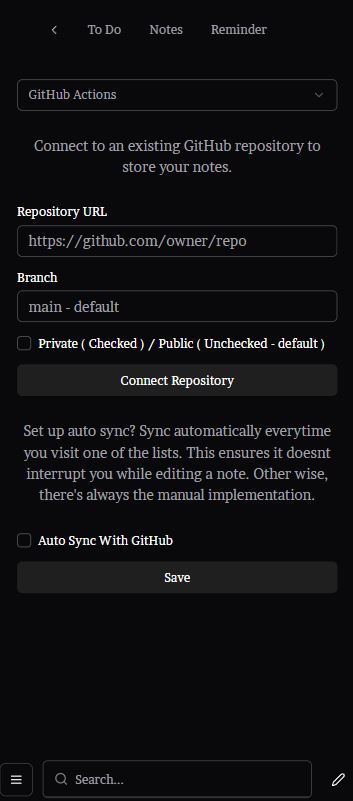 To Do Notes Reminder
GitHub Actions
Connect to an existing GitHub repository to
store your notes.
Repository URL
https://github.com/owner/repo
Branch
main - default
Private ( Checked ) / Public ( Unchecked - default )
Connect Repository
Set up auto sync? Sync automatically everytime
you visit one of the lists. This ensures it doesnt
interrupt you while editing a note. Other wise,
there's always the manual implementation.
Auto Sync With GitHub
Save
Search...